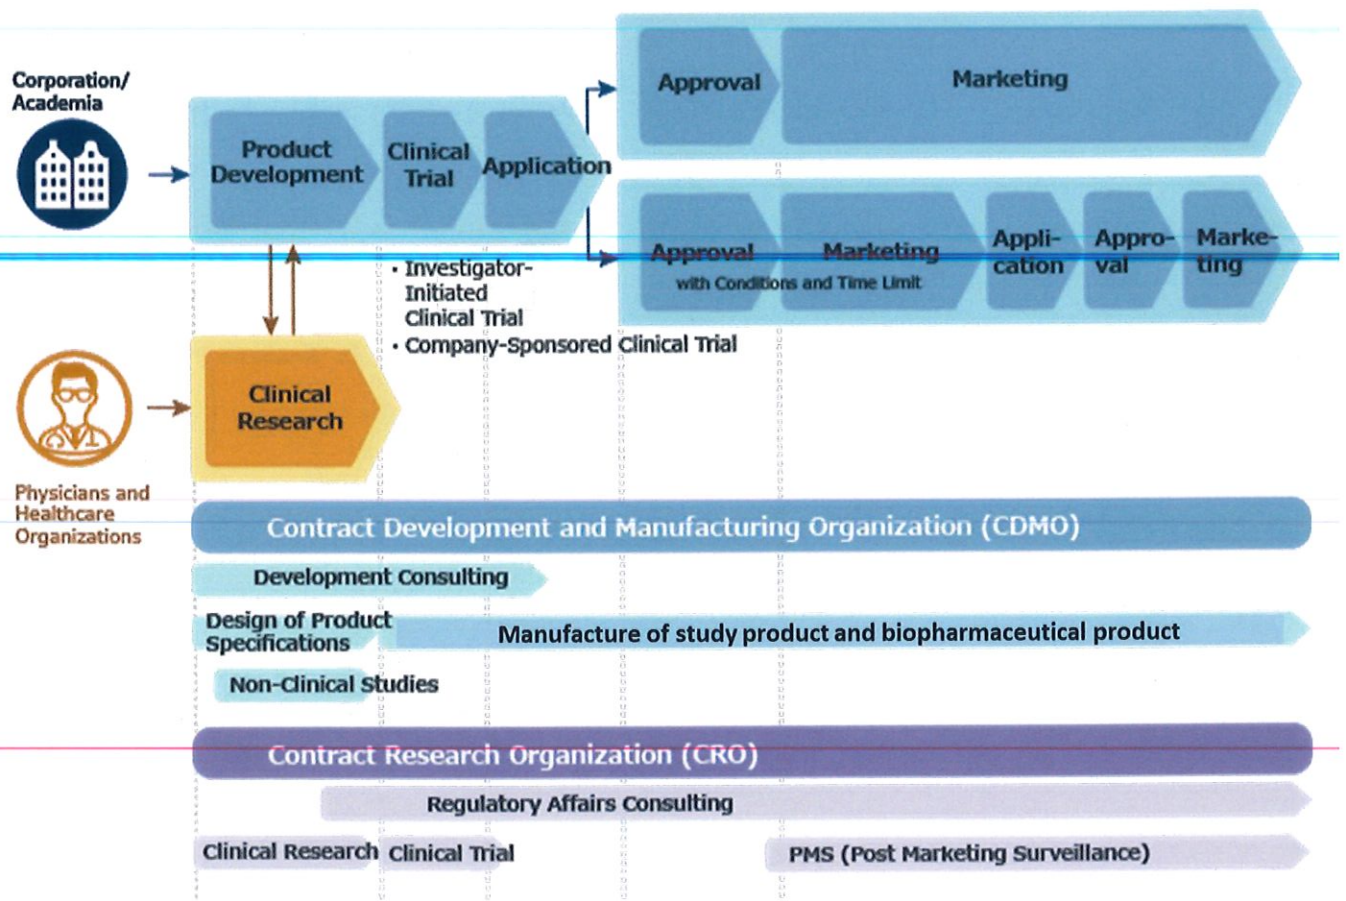 Corporation/
Academia
Product
Development
Clinical
Trial
Application
Approval
Marketing
Approval
Marketing
with Conditions and Time Limit
Appli-
cation
Appro-
val
Marke-
ting
· Investigator-
Initiated
Clinical Trial
· Company-Sponsored Clinical Trial
Clinical
Research
Physicians and
Healthcare
Organizations
Contract Development and Manufacturing Organization (CDMO)
Development Consulting
Design of Product
Specifications
Manufacture of study product and biopharmaceutical product
Non-Clinical Studies
Contract Research Organization (CRO)
Regulatory Affairs Consulting
Clinical Research
Clinical Trial
PMS (Post Marketing Surveillance)